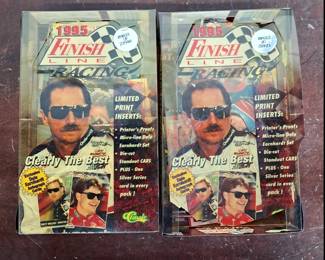 1995
FINISH
LINE
RACING
LIMITED
PRINT
INSERTS:
• Printer's Proofs
• Micro-line Dale
Earnhardt Set
• Die-cut
Standout CARS
• PLUS - One
Silver Series
card in every
pack!
Clearly The Best
Classic
1995
FINISH
LINE
RACING
LIMITED
PRINT
INSERTS:
• Printer's Proofs
• Micro-line Dale
Earnhardt Set
• Die-cut
Standout CARS
• PLUS - One
Silver Series
card in every
pack!
Clearly The Best